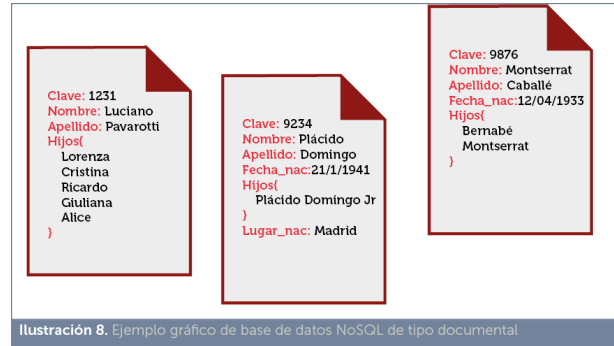 Clave: 1231
Nombre: Luciano
Apellido: Pavarotti
Hijos{
Lorenza
Cristina
Ricardo
Giuliana
Alice
}
Clave: 9234
Nombre: Plácido
Apellido: Domingo
Fecha_nac:21/1/1941
Hijos{
Plácido Domingo Jr
}
Lugar_nac: Madrid
Clave: 9876
Nombre: Montserrat
Apellido: Caballé
Fecha_nac:12/04/1933
Hijos{
Bernabé
Montserrat
}
Ilustración 8. Ejemplo gráfico de base de datos NoSQL de tipo documental